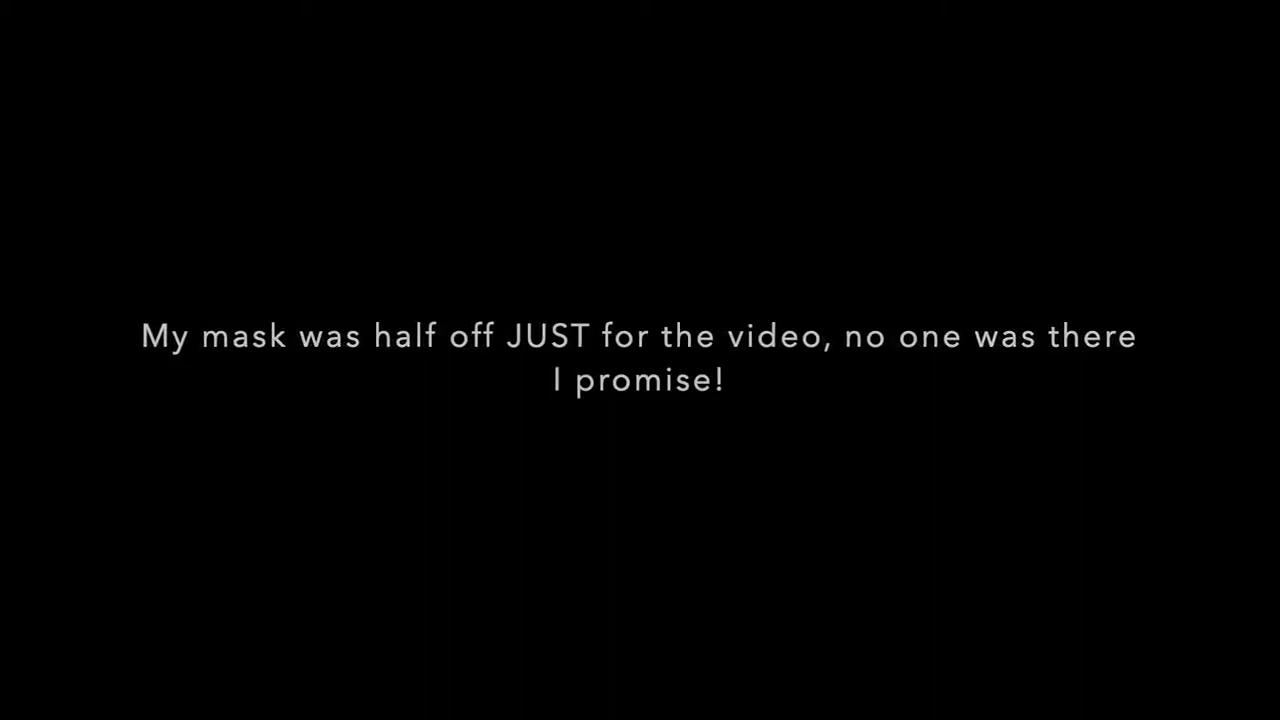 My mask was half off JUST for the video, no one was there
I promise!